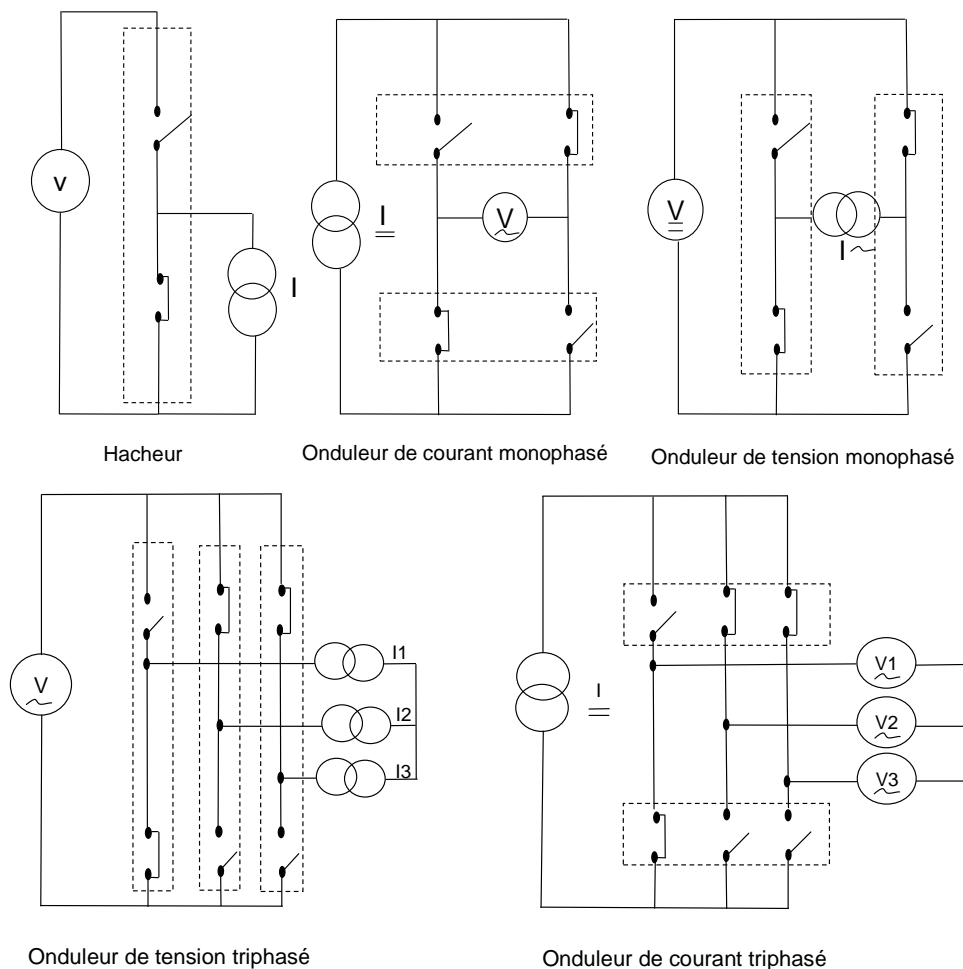 V
I
Hacheur
I
V
Onduleur de courant monophasé
V
I
Onduleur de tension monophasé
V
I1
I2
I3
Onduleur de tension triphasé
I
V1
V2
V3
Onduleur de courant triphasé